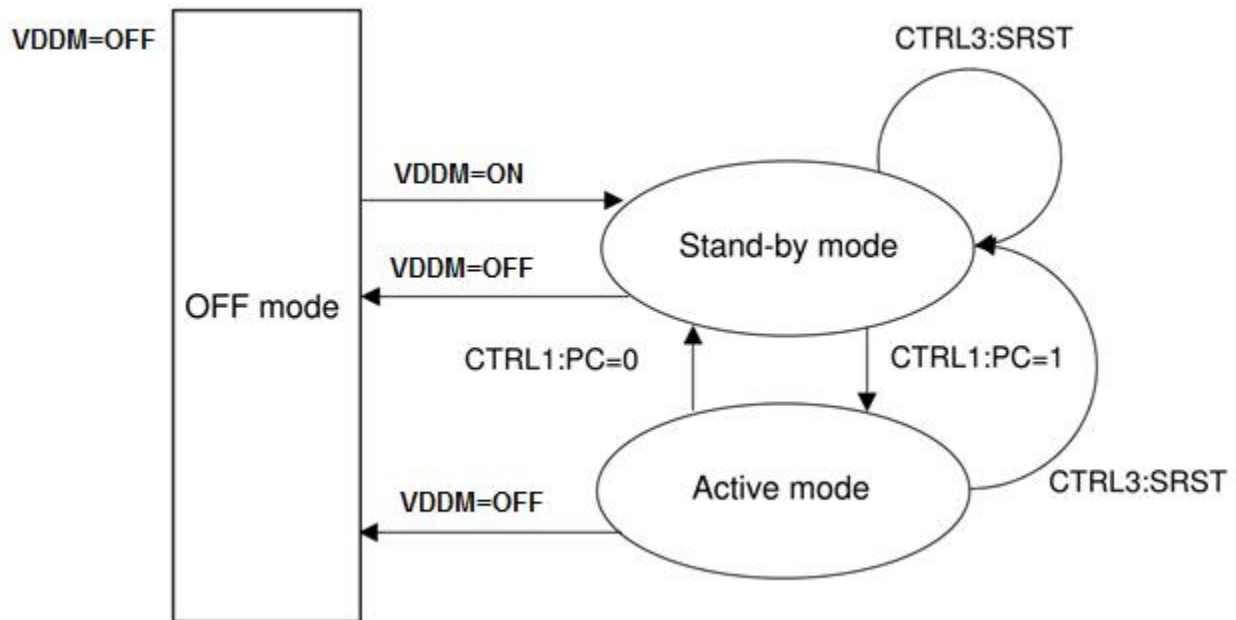 VDDM=OFF
CTRL3:SRST
VDDM=ON
Stand-by mode
VDDM=OFF
OFF mode
CTRL1:PC=0
CTRL1:PC=1
Active mode
CTRL3:SRST
VDDM=OFF